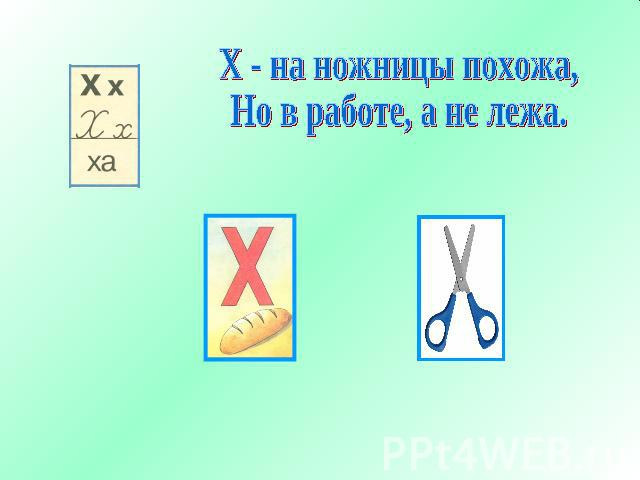 Х - на ножницы похожа,
Но в работе, а не лежа.
Х х
Х х
ха
Х
PPt4WEB.ru